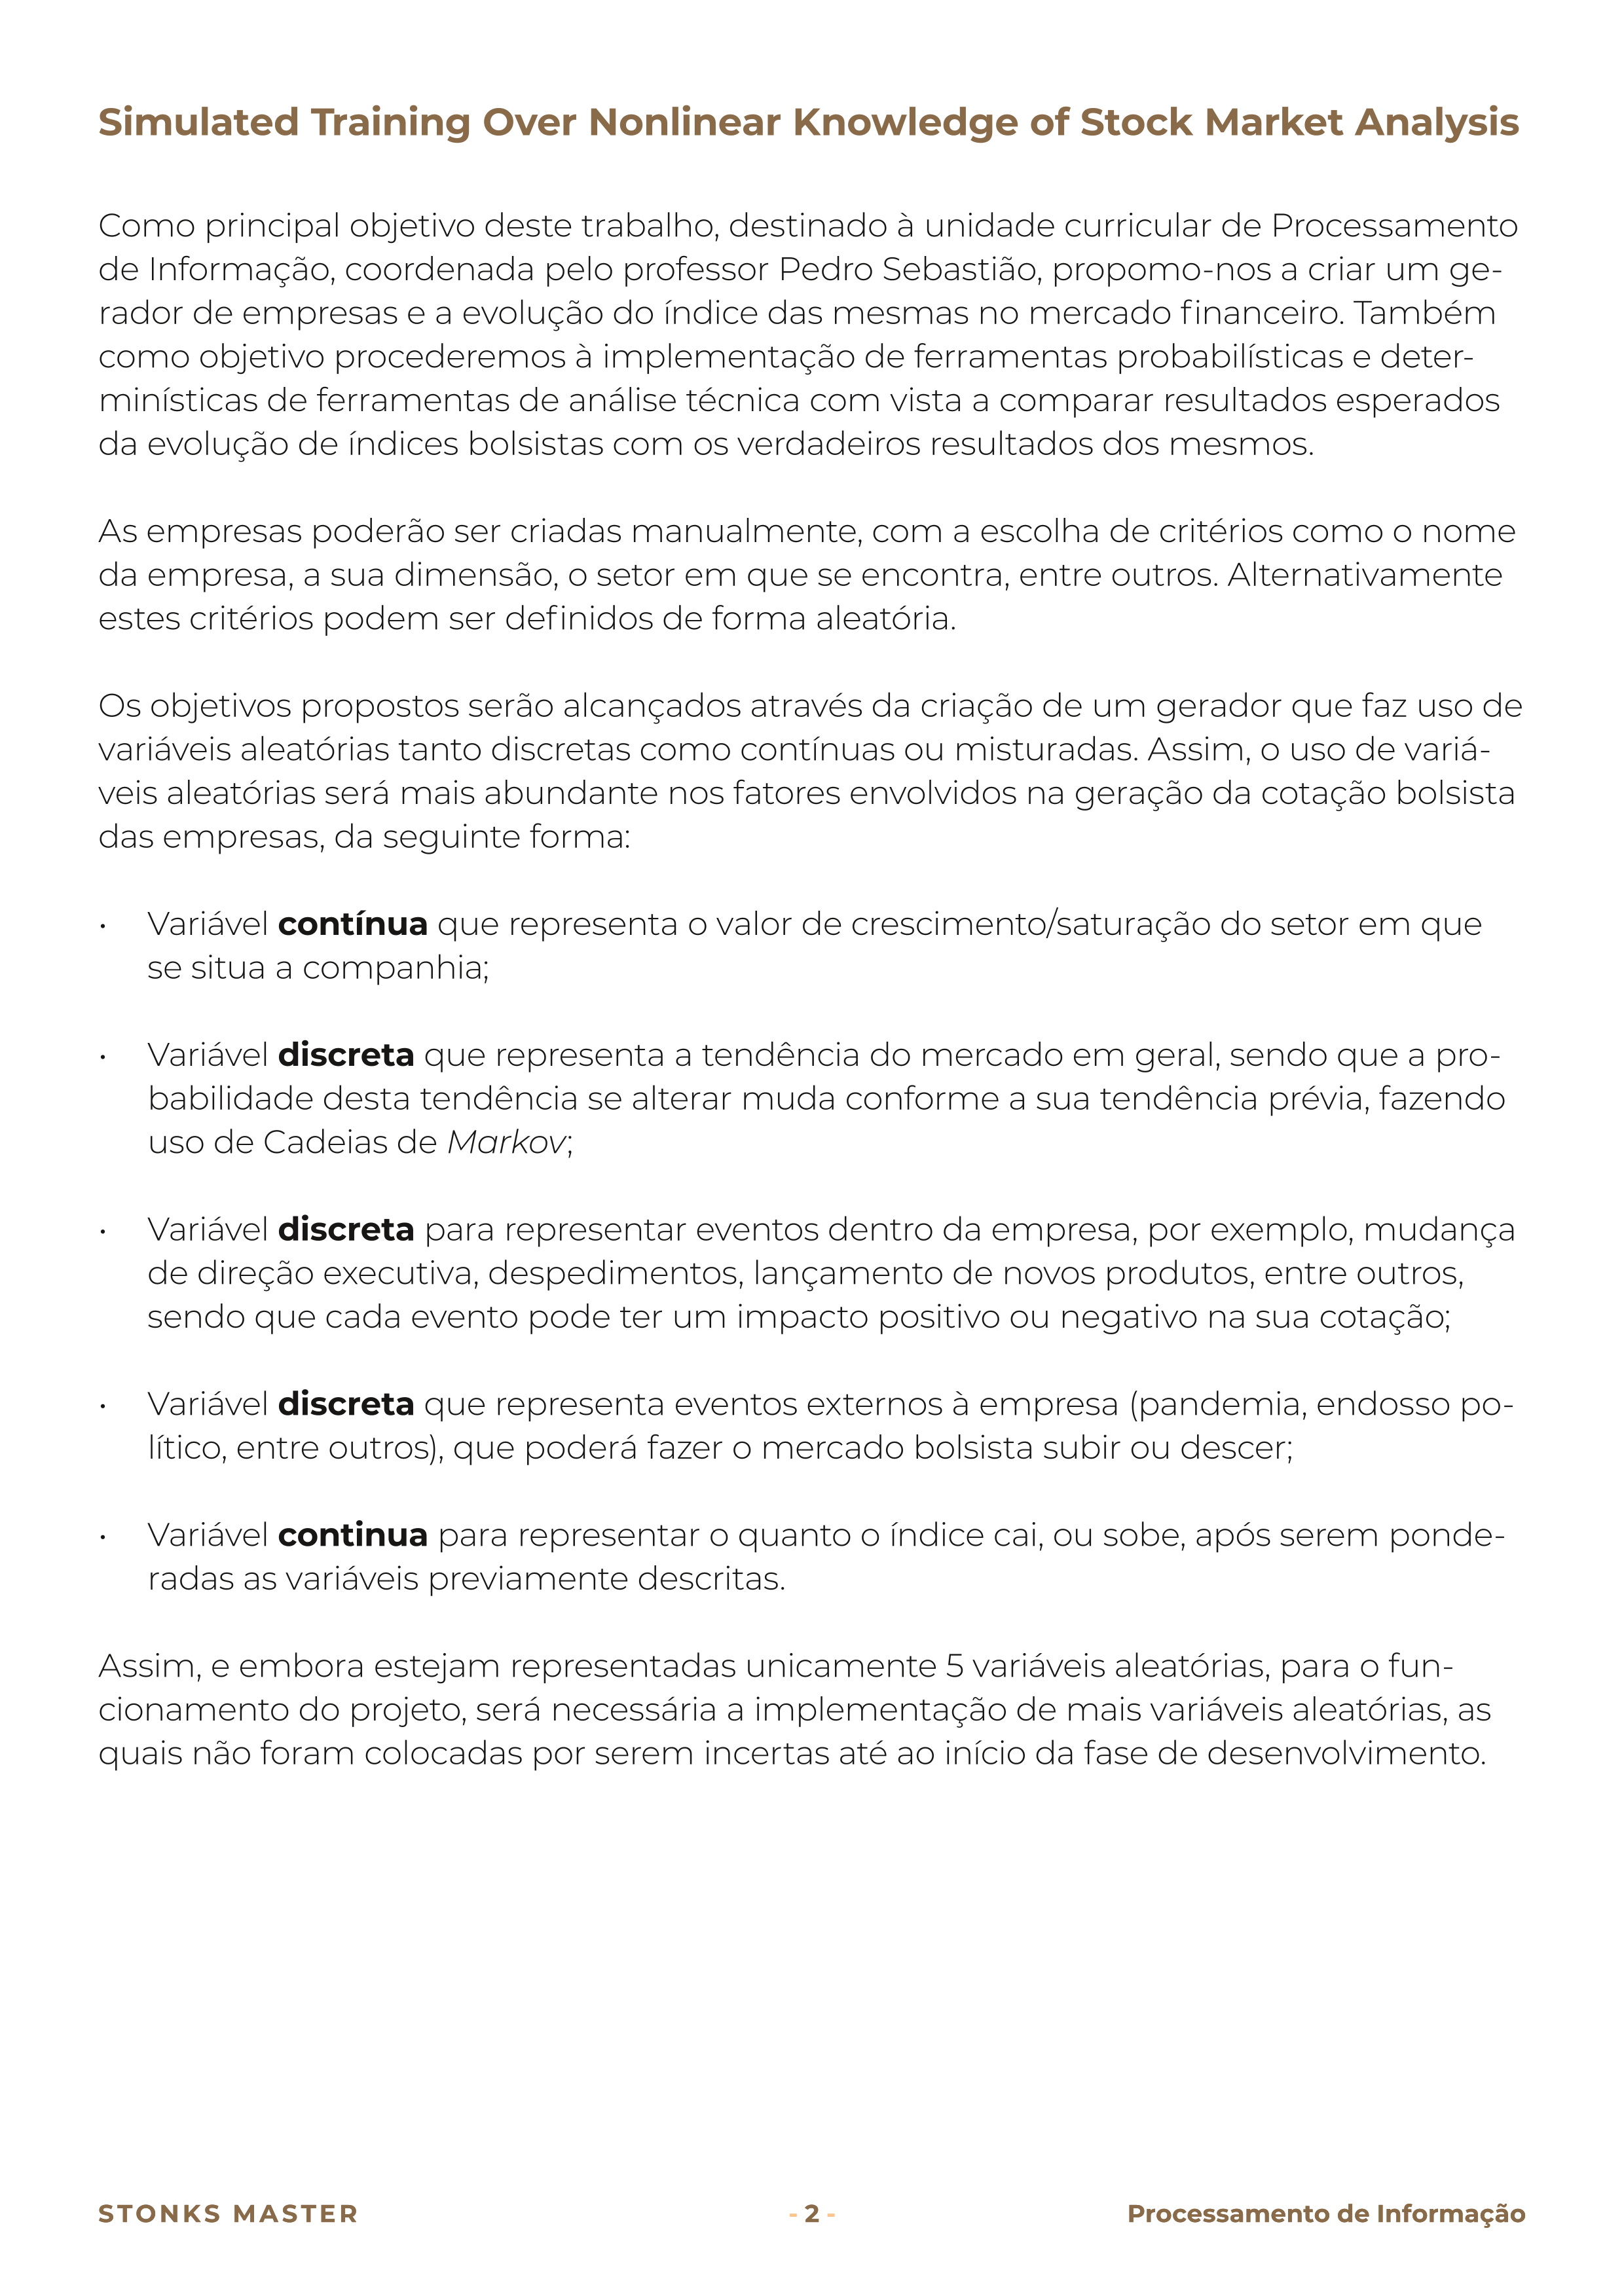 Simulated Training Over Nonlinear Knowledge of Stock Market Analysis
Como principal objetivo deste trabalho, destinado à unidade curricular de Processamento
de Informação, coordenada pelo professor Pedro Sebastião, propomo-nos a criar um ge-
rador de empresas e a evolução do índice das mesmas no mercado financeiro. Também
como objetivo procederemos à implementação de ferramentas probabilísticas e deter-
minísticas de ferramentas de análise técnica com vista a comparar resultados esperados
da evolução de índices bolsistas com os verdadeiros resultados dos mesmos.
As empresas poderão ser criadas manualmente, com a escolha de critérios como o nome
da empresa, a sua dimensão, o setor em que se encontra, entre outros. Alternativamente
estes critérios podem ser definidos de forma aleatória.
Os objetivos propostos serão alcançados através da criação de um gerador que faz uso de
variáveis aleatórias tanto discretas como contínuas ou misturadas. Assim, o uso de variá-
veis aleatórias será mais abundante nos fatores envolvidos na geração da cotação bolsista
das empresas, da seguinte forma:
• Variável contínua que representa o valor de crescimento/saturação do setor em que
se situa a companhia;
• Variável discreta que representa a tendência do mercado em geral, sendo que a pro-
babilidade desta tendência se alterar muda conforme a sua tendência prévia, fazendo
uso de Cadeias de Markov;
• Variável discreta para representar eventos dentro da empresa, por exemplo, mudança
de direção executiva, despedimentos, lançamento de novos produtos, entre outros,
sendo que cada evento pode ter um impacto positivo ou negativo na sua cotação;
• Variável discreta que representa eventos externos à empresa (pandemia, endosso po-
lítico, entre outros), que poderá fazer o mercado bolsista subir ou descer;
• Variável continua para representar o quanto o índice cai, ou sobe, após serem ponde-
radas as variáveis previamente descritas.
Assim, e embora estejam representadas unicamente 5 variáveis aleatórias, para o fun-
cionamento do projeto, será necessária a implementação de mais variáveis aleatórias, as
quais não foram colocadas por serem incertas até ao início da fase de desenvolvimento.
STONKS MASTER
- 2 -
Processamento de Informação